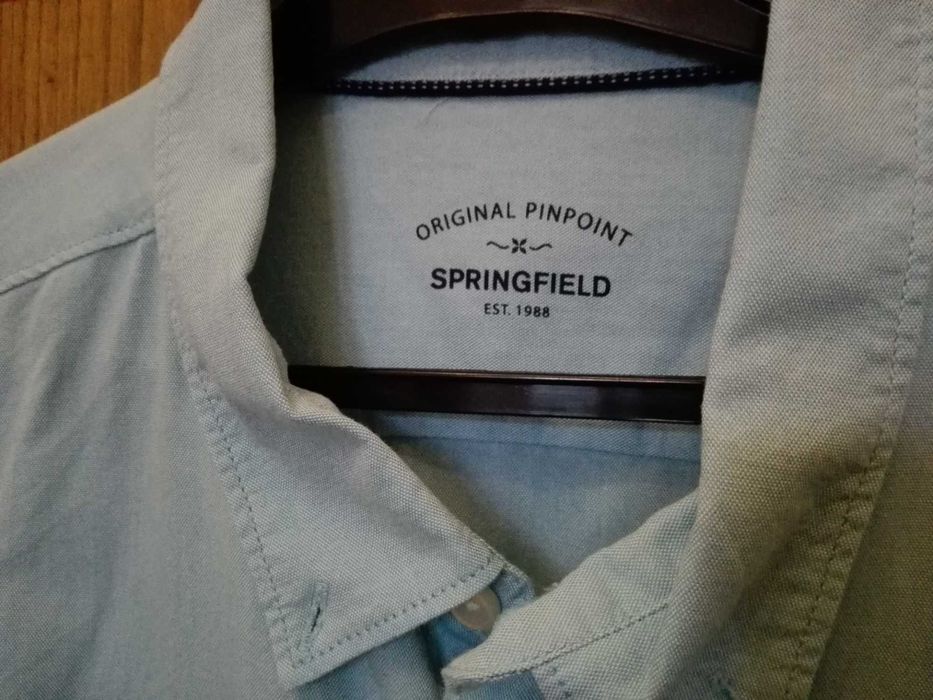 ORIGINAL PINPOINT
SPRINGFIELD
EST. 1988